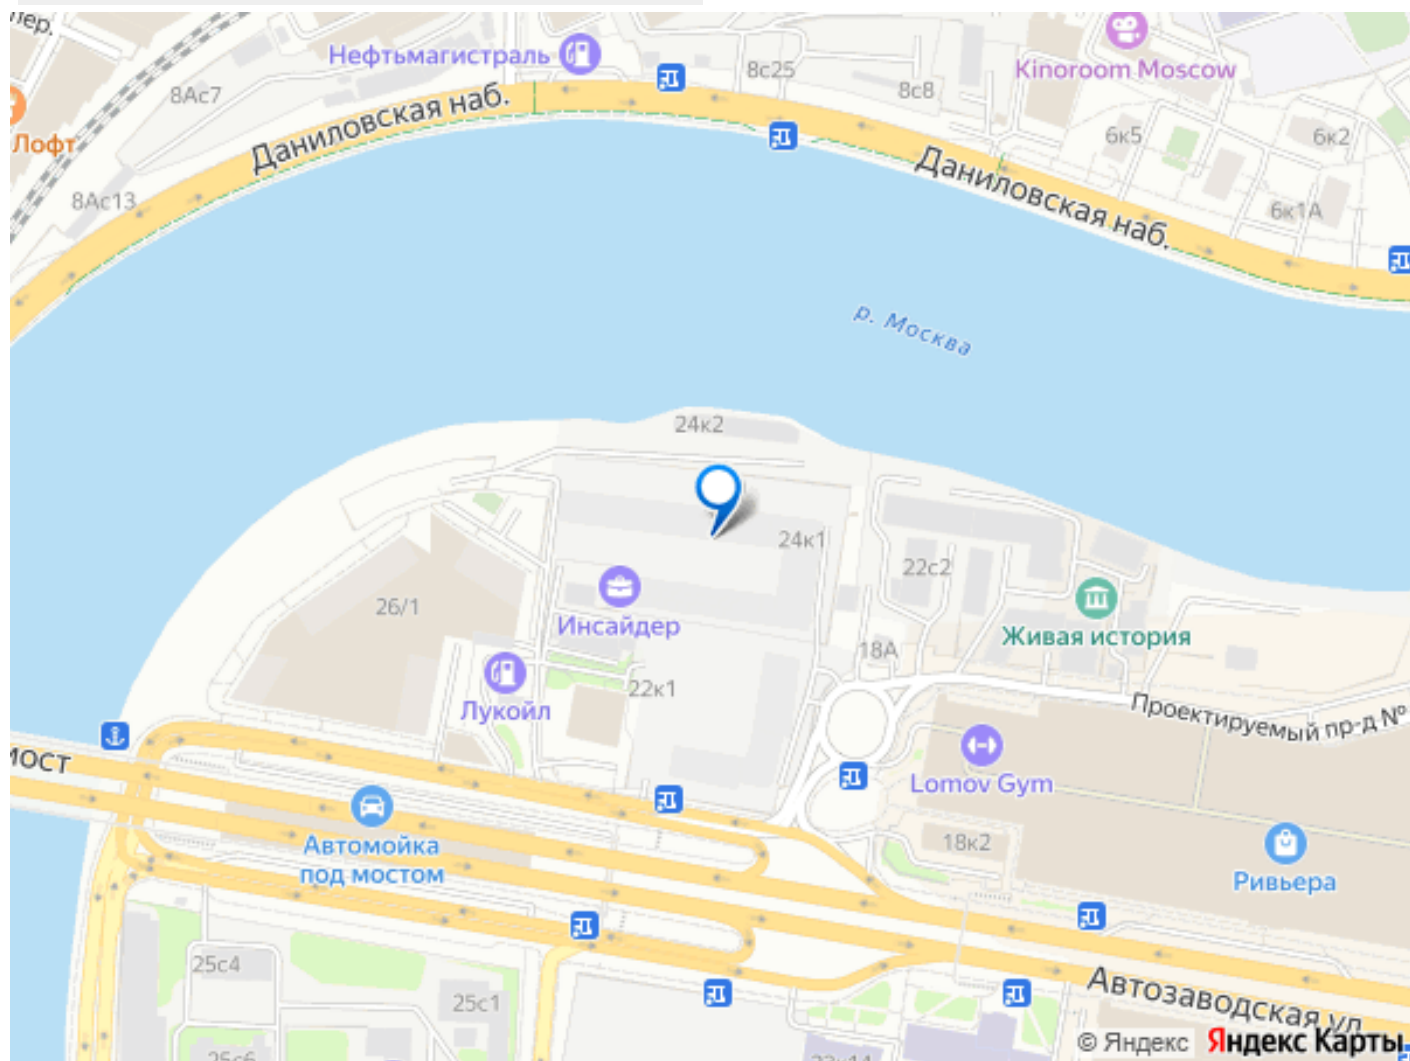 пер.
Нефтьмагистраль
8с25
Kinoroom Moscow
8Ас7
8с8
Даниловская наб.
Лофт
6к5
6к2
Даниловская наб.
8Ас13
6к1А
р. Москва
24к2
24к1
22с2
26/1
Инсайдер
Живая история
18А
22к1
Лукойл
Проектируемый пр-д №
мост
Lomov Gym
Автомойка
под мостом
18к2
Ривьера
25с4
25с1
Автозаводская ул.
25с6
© Яндекс Яндекс Карты